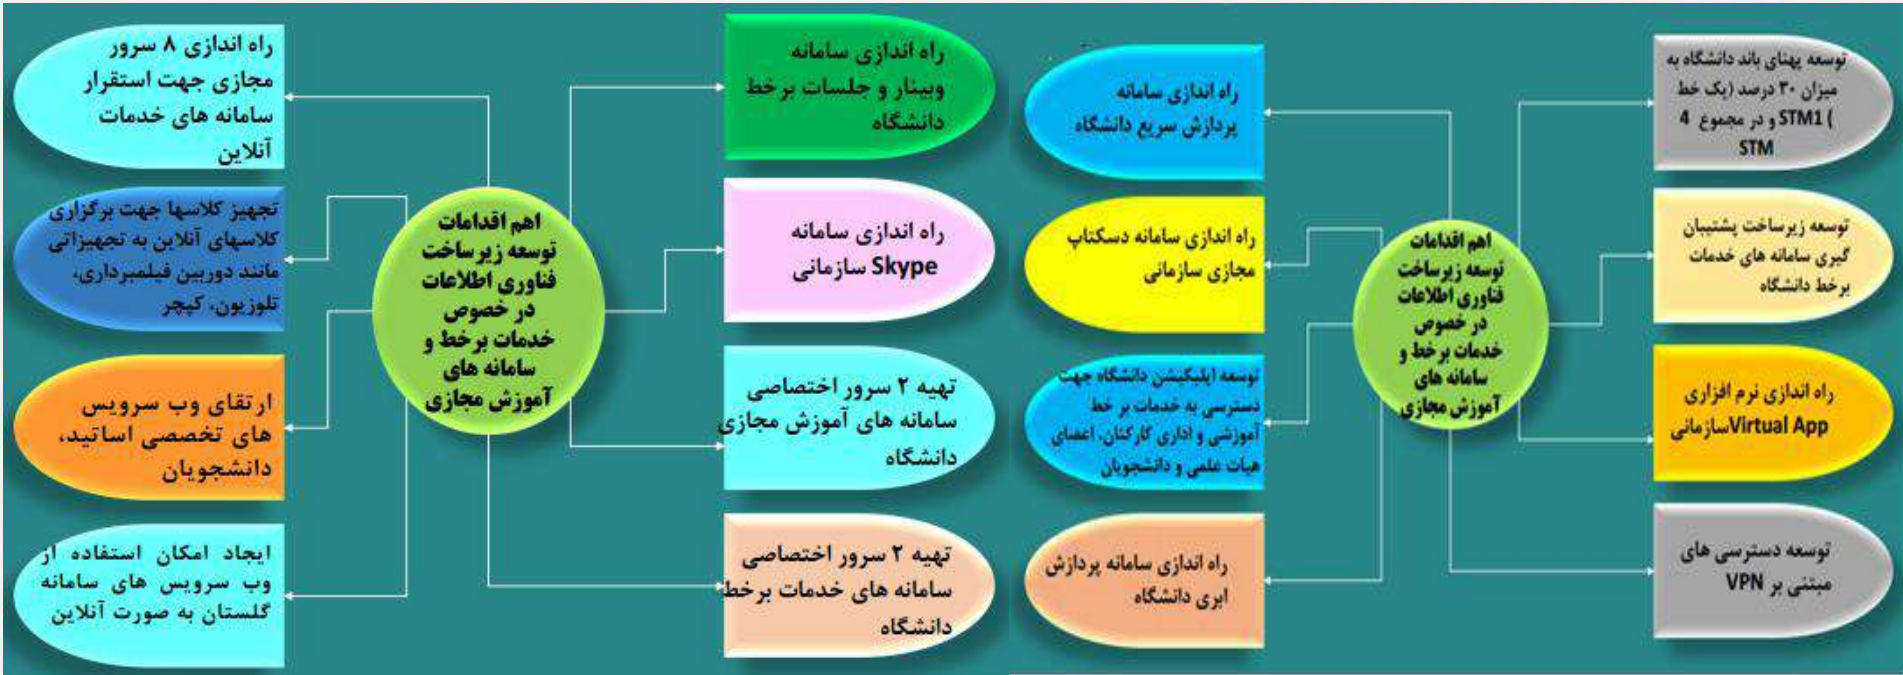 توسعه پهنای باند دانشگاه به
میزان ۳۰ درصد (یک خط
STM1 ) و در مجموع 4
STM
توسعه زیرساخت پشتیبان
گیری سامانه های خدمات
برخط دانشگاه
راه اندازی نرم افزاری
Virtual Appسازمانی
توسعه دسترسی های
مبتنی بر VPN
اهم اقدامات
توسعه زیرساخت
فناوری اطلاعات
در خصوص
خدمات برخط و
سامانه های
آموزش مجازی
راه اندازی سامانه
پردازش سریع دانشگاه
راه اندازی سامانه دسکتاپ
مجازی سازمانی
توسعه اپلیکیشن دانشگاه جهت
دسترسی به خدمات بر خط
آموزشی و اداری کارکنان، اعضای
هیات علمی و دانشجویان
راه اندازی سامانه پردازش
ابری دانشگاه
راه اندازی سامانه
وبینار و جلسات برخط
دانشگاه
راه اندازی سامانه
Skype سازمانی
تهیه ۲ سرور اختصاصی
سامانه های آموزش مجازی
دانشگاه
تهیه ۲ سرور اختصاصی
سامانه های خدمات برخط
دانشگاه
اهم اقدامات
توسعه زیرساخت
فناوری اطلاعات
در خصوص
خدمات برخط و
سامانه های
آموزش مجازی
راه اندازی ۸ سرور
مجازی جهت استقرار
سامانه های خدمات
آنلاین
تجهیز کلاسها جهت برگزاری
کلاسهای آنلاین به تجهیزاتی
مانند دوربین فیلمبرداری،
تلوزیون، کپچر
ارتقای وب سرویس
های تخصصی اساتید،
دانشجویان
ایجاد امکان استفاده از
وب سرویس های سامانه
گلستان به صورت آنلاین